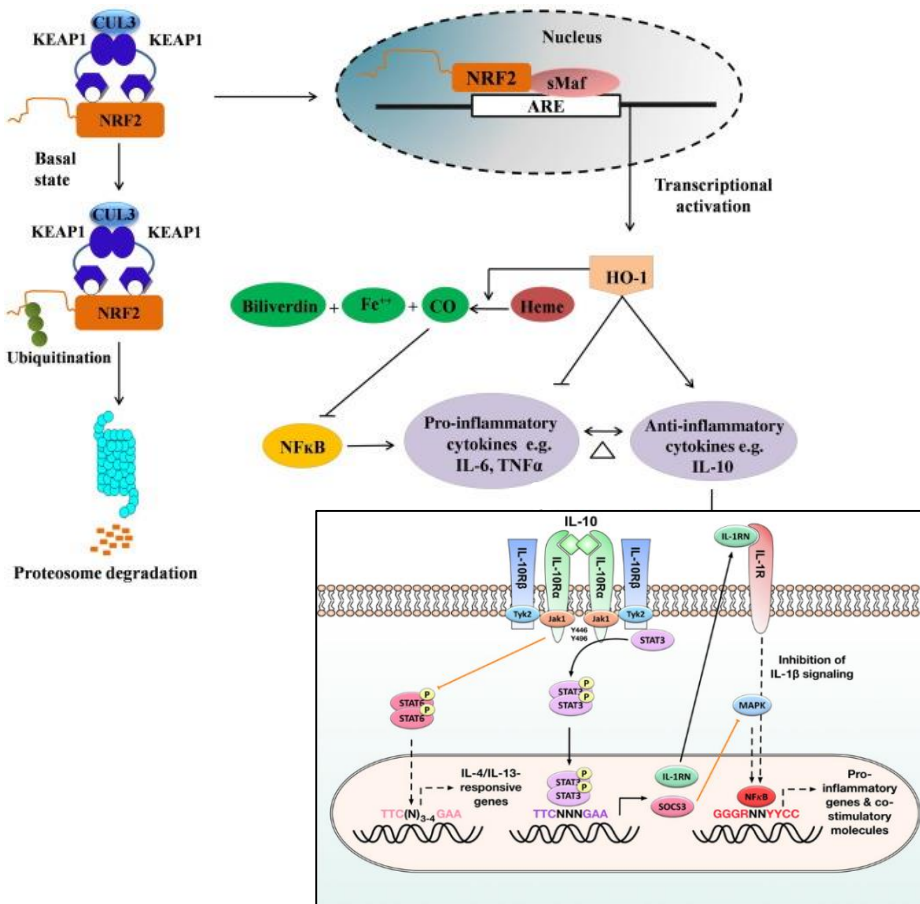 CUL3
KEAP1
KEAP1
NRF2
Basal
state
CUL3
KEAP1
KEAP1
NRF2
Ubiquitination
Proteosome degradation
Nucleus
NRF2
sMaf
ARE
Transcriptional
activation
HO-1
Biliverdin + Fe++ + CO
Heme
NFκB
Pro-inflammatory
cytokines e.g.
IL-6, TNFα
Anti-inflammatory
cytokines e.g.
IL-10
IL-10
IL-10Rβ
IL-10Rα
IL-10Rα
IL-10Rβ
IL-1RN
IL-1R
Tyk2
Jak1
Y446
Y496
Jak1
Tyk2
STAT3
Inhibition of
IL-1β signaling
STAT6
P
STAT6
P
STAT3
P
STAT3
P
MAPK
IL-4/IL-13-
responsive
genes
STAT3
P
STAT3
P
IL-1RN
SOCS3
NFκB
Pro-
inflammatory
genes & co-
stimulatory
molecules
TTC(N)3-4GAA
TTCNNNGAA
GGGRNNYYCC